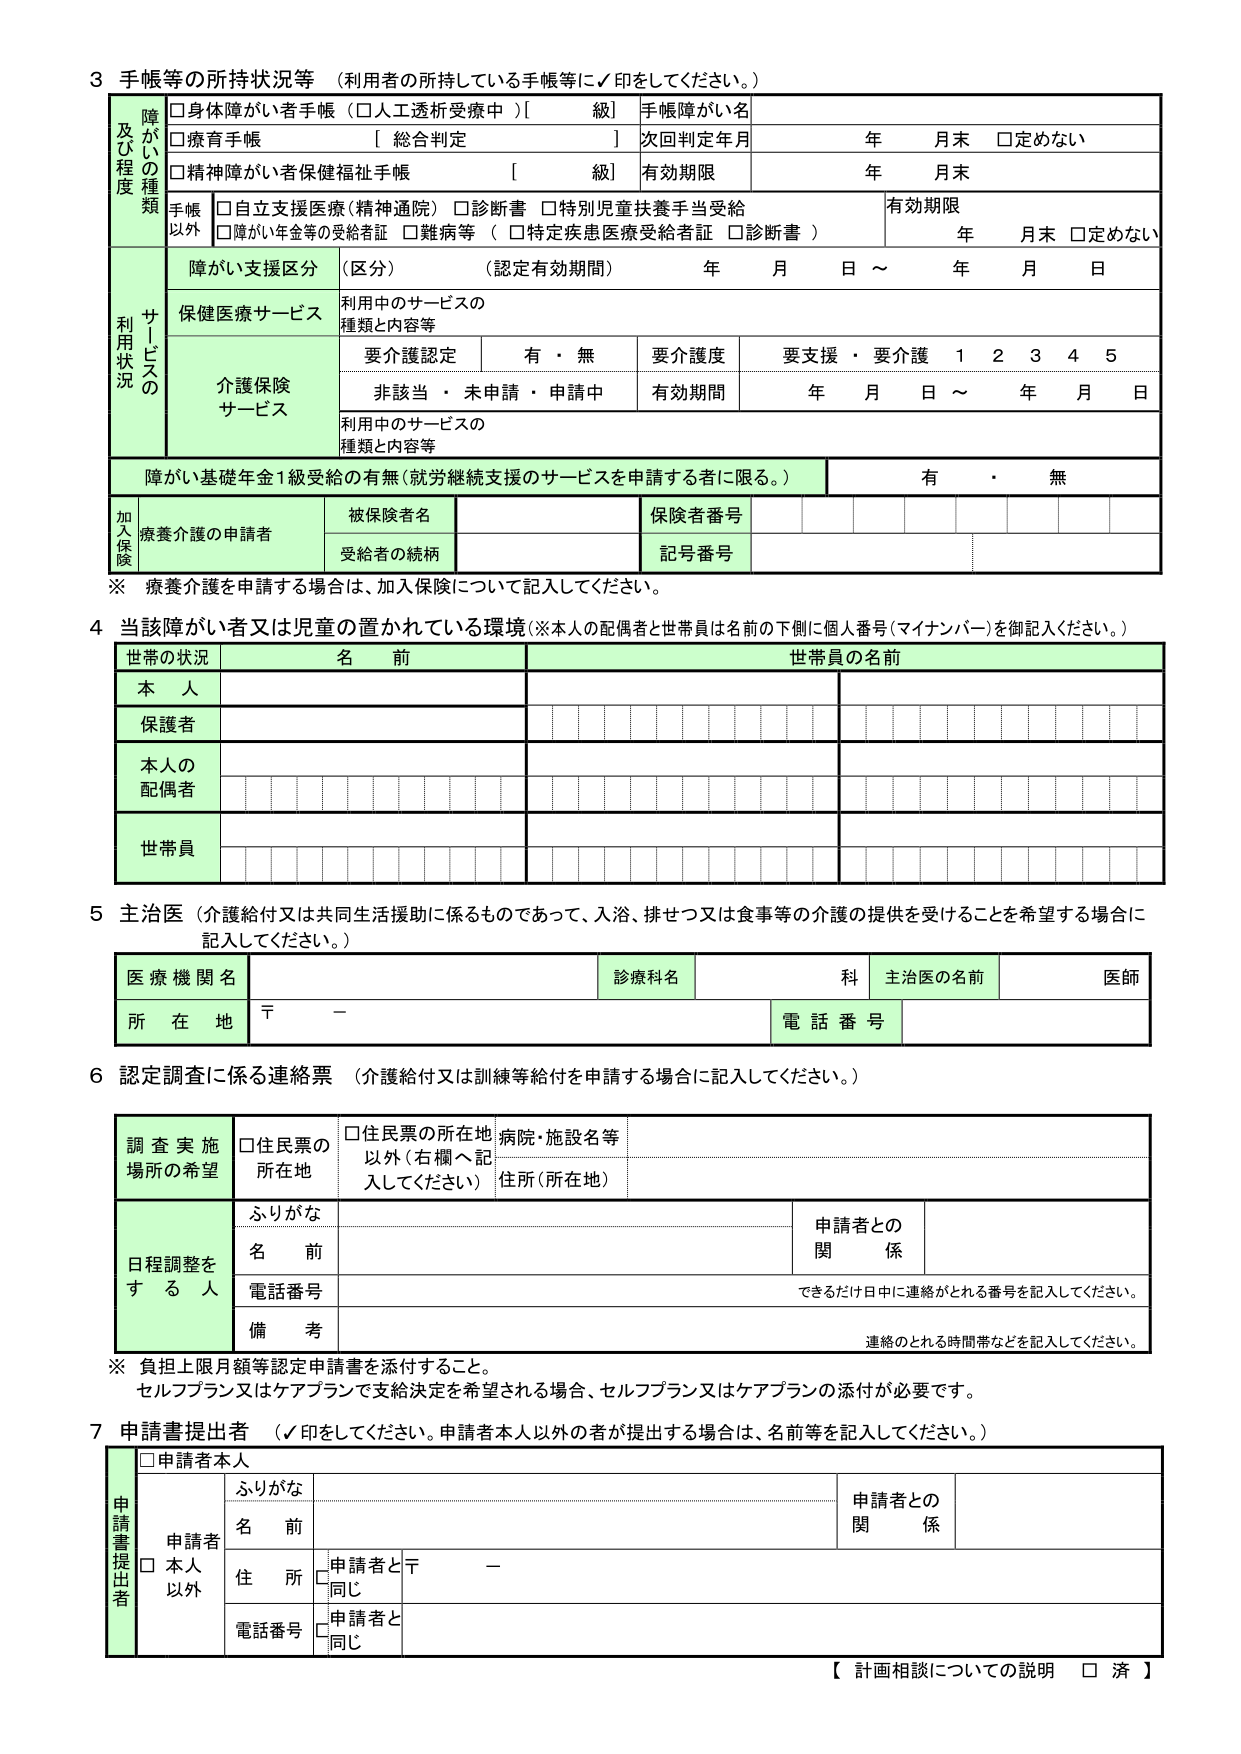 ３ 手帳等の所持状況等 （利用者の所持している手帳等に✓印をしてください。）
障がいの種類
及び程度
□身体障がい者手帳（□人工透析受療中 ）[ 級] 手帳障がい名
□療育手帳 [ 総合判定 ] 次回判定年月 年 月末 □定めない
□精神障がい者保健福祉手帳 [ 級] 有効期限 年 月末
手帳
以外
□自立支援医療（精神通院） □診断書 □特別児童扶養手当受給
□障がい年金等の受給者証 □難病等 （ □特定疾患医療受給者証 □診断書 ）
有効期限
年 月末 □定めない
サービスの
利用状況
障がい支援区分 （区分） （認定有効期間） 年 月 日 ～ 年 月 日
保健医療サービス
利用中のサービスの
種類と内容等
介護保険
サービス
要介護認定 有 ・ 無 要介護度 要支援 ・ 要介護 １ ２ ３ ４ ５
非該当 ・ 未申請 ・ 申請中 有効期間 年 月 日 ～ 年 月 日
利用中のサービスの
種類と内容等
障がい基礎年金１級受給の有無（就労継続支援のサービスを申請する者に限る。） 有 ・ 無
加入保険
療養介護の申請者
被保険者名 保険者番号
受給者の続柄 記号番号
※ 療養介護を申請する場合は、加入保険について記入してください。
４ 当該障がい者又は児童の置かれている環境（※本人の配偶者と世帯員は名前の下側に個人番号（マイナンバー）を御記入ください。）
世帯の状況 名 前 世帯員の名前
本 人
保護者
本人の
配偶者
世帯員
５ 主治医 （介護給付又は共同生活援助に係るものであって、入浴、排せつ又は食事等の介護の提供を受けることを希望する場合に
記入してください。）
医療機関名 診療科名 科 主治医の名前 医師
所 在 地 〒 － 電話番号
６ 認定調査に係る連絡票 （介護給付又は訓練等給付を申請する場合に記入してください。）
調査実施
場所の希望
□住民票の
所在地
□住民票の所在地
以外（右欄へ記
入してください）
病院・施設名等
住所（所在地）
日程調整を
す る 人
ふりがな
名 前
申請者との
関 係
電話番号 できるだけ日中に連絡がとれる番号を記入してください。
備 考 連絡のとれる時間帯などを記入してください。
※ 負担上限月額等認定申請書を添付すること。
セルフプラン又はケアプランで支給決定を希望される場合、セルフプラン又はケアプランの添付が必要です。
７ 申請書提出者 （✓印をしてください。申請者本人以外の者が提出する場合は、名前等を記入してください。）
申請書提出者
□申請者本人
□ 申請者
本人
以外
ふりがな
名 前
申請者との
関 係
住 所 □申請者と
同じ
〒 －
電話番号 □申請者と
同じ
【 計画相談についての説明 □ 済 】